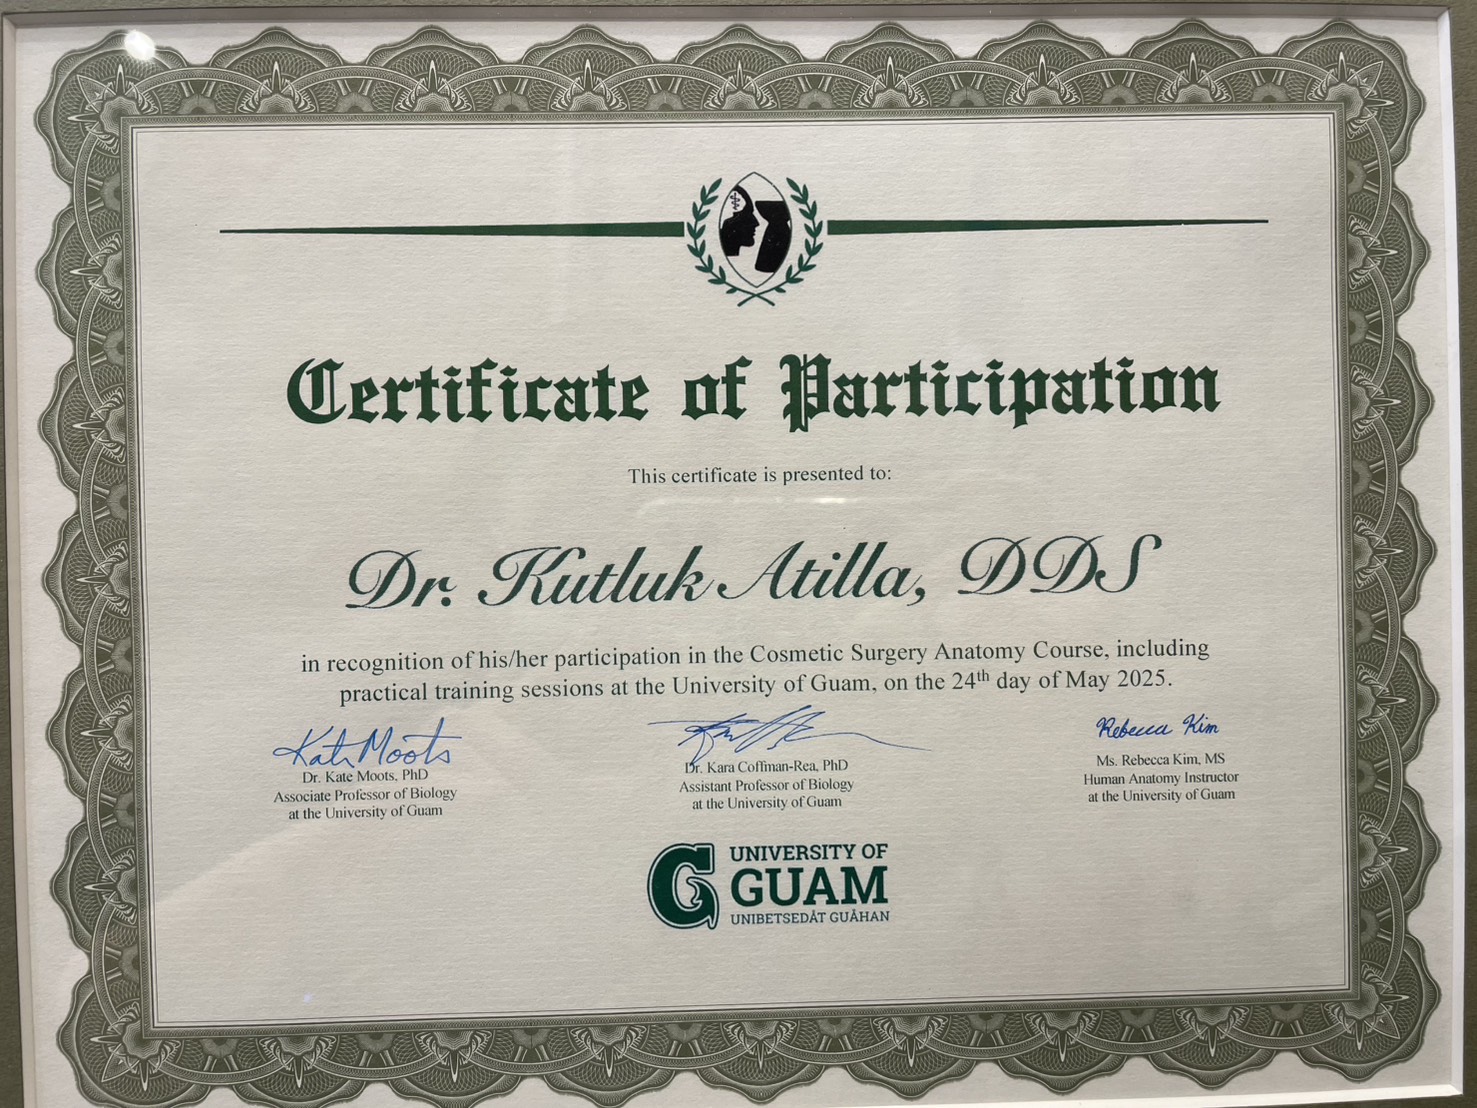 Certificate of Participation
This certificate is presented to:
Dr. Kutluk Atilla, DDS
in recognition of his/her participation in the Cosmetic Surgery Anatomy Course, including
practical training sessions at the University of Guam, on the 24th day of May 2025.
Kate Moots
Dr. Kate Moots, PhD
Associate Professor of Biology
at the University of Guam
Dr. Kara Coffman-Rea, PhD
Assistant Professor of Biology
at the University of Guam
Rebecca Kim
Ms. Rebecca Kim, MS
Human Anatomy Instructor
at the University of Guam
G
UNIVERSITY OF
GUAM
UNIBETSEDÅT GUÅHAN